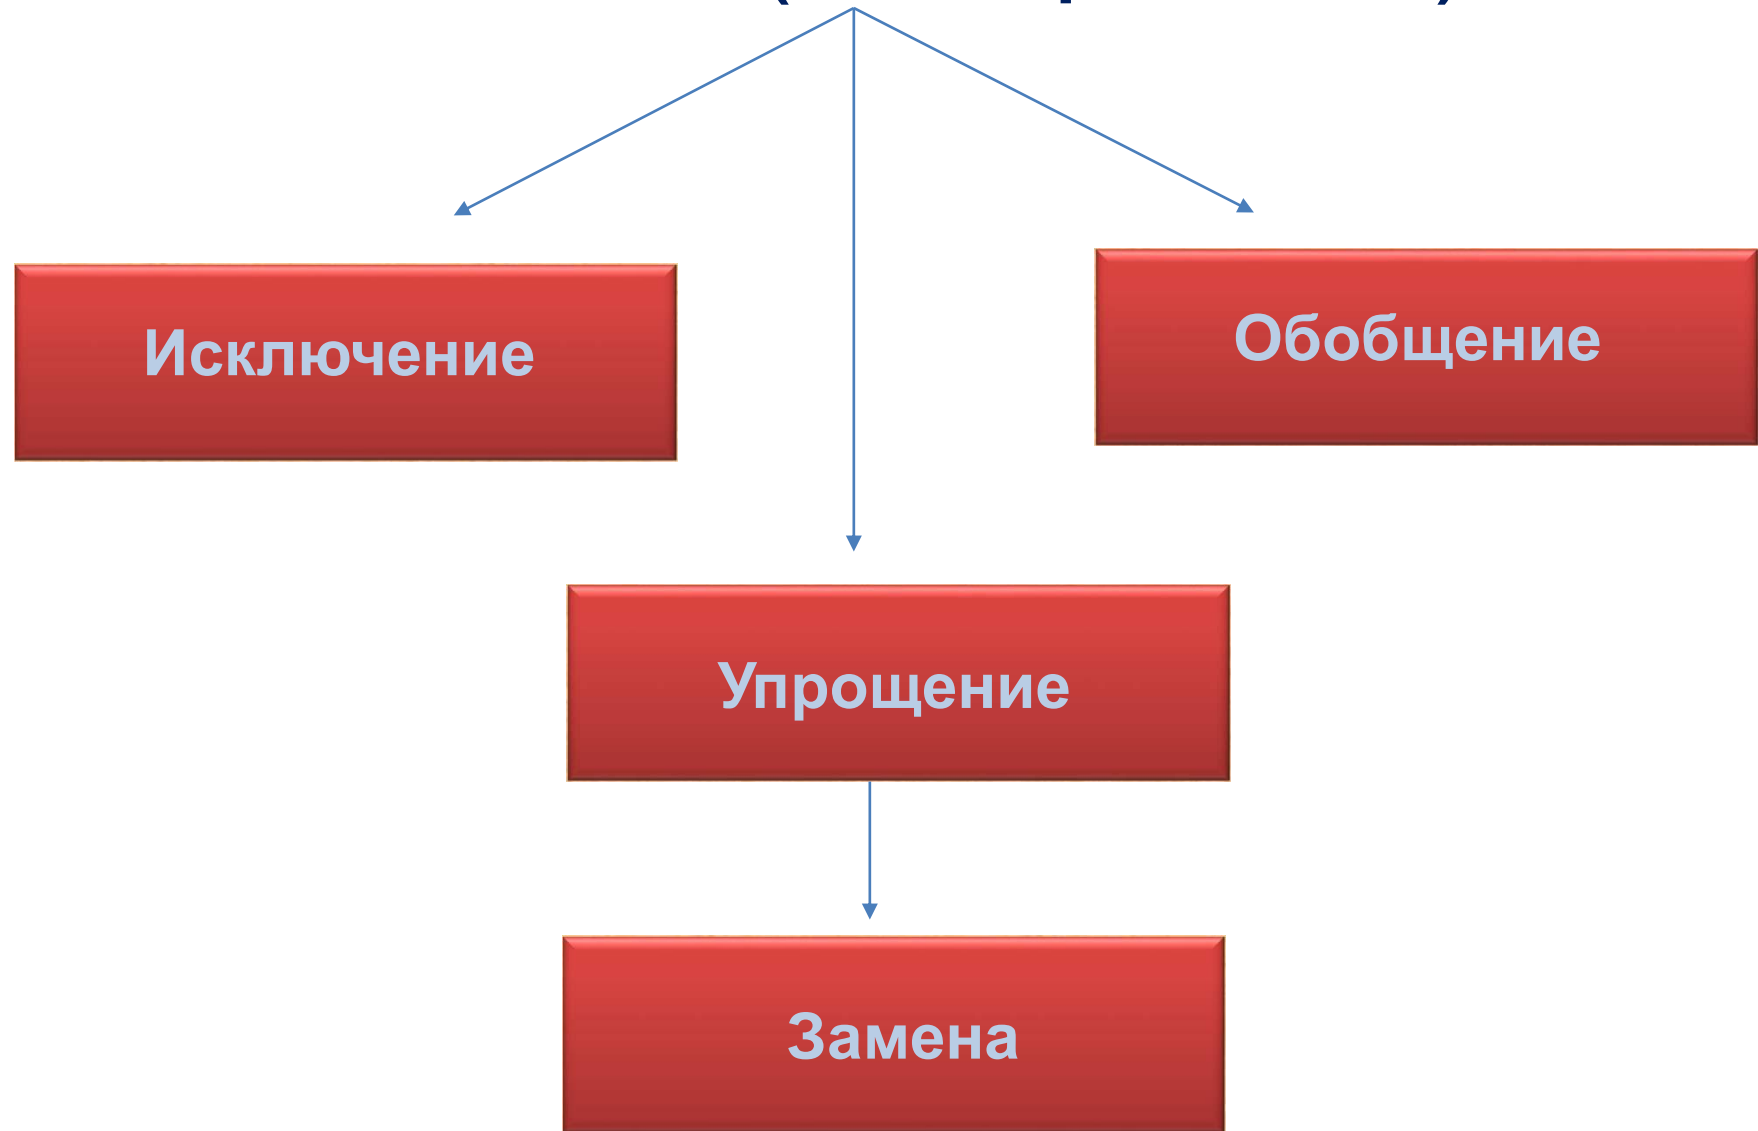 Исключение
Обобщение
Упрощение
Замена